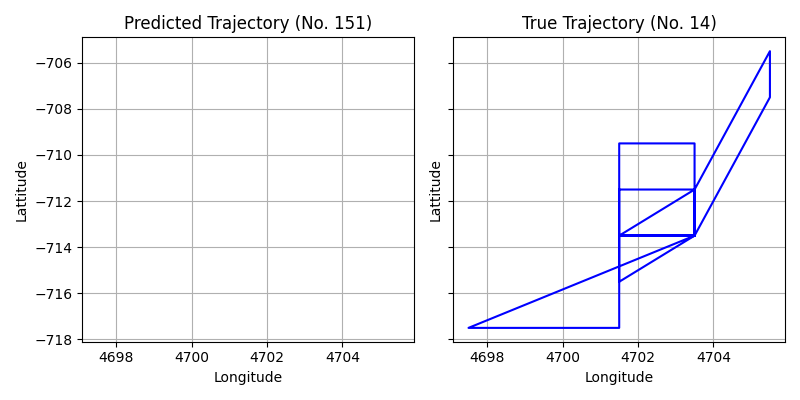 Predicted Trajectory (No. 151)
True Trajectory (No. 14)
−706
−708
−710
−712
−714
−716
−718
Lattitude
Lattitude
4698 4700 4702 4704
4698 4700 4702 4704
Longitude
Longitude